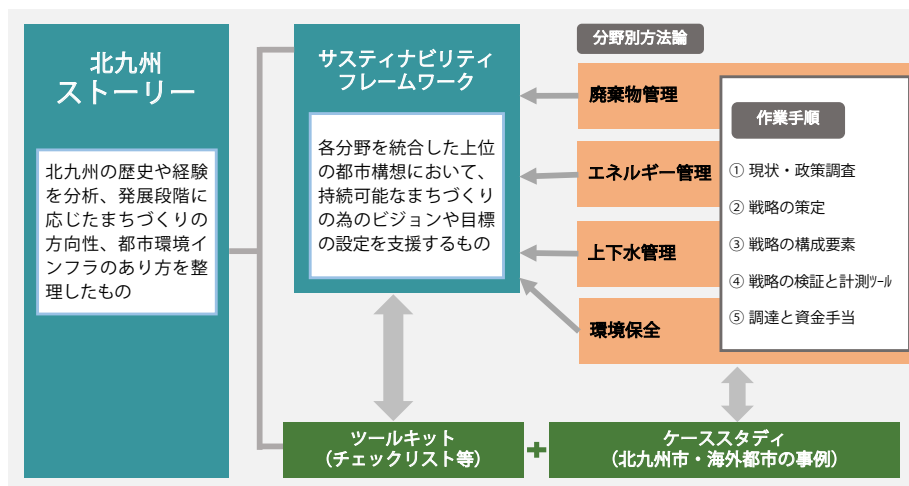 北九州
ストーリー
北九州の歴史や経験
を分析、発展段階に
応じたまちづくりの
方向性、都市環境イ
ンフラのあり方を整
理したもの
サスティナビリティ
フレームワーク
各分野を統合した上位
の都市構想において、
持続可能なまちづくり
の為のビジョンや目標
の設定を支援するもの
分野別方法論
廃棄物管理
エネルギー管理
上下水管理
環境保全
作業手順
① 現状・政策調査
② 戦略の策定
③ 戦略の構成要素
④ 戦略の検証と計測ﾂｰﾙ
⑤ 調達と資金手当
ツールキット
（チェックリスト等）
+
ケーススタディ
（北九州市・海外都市の事例）